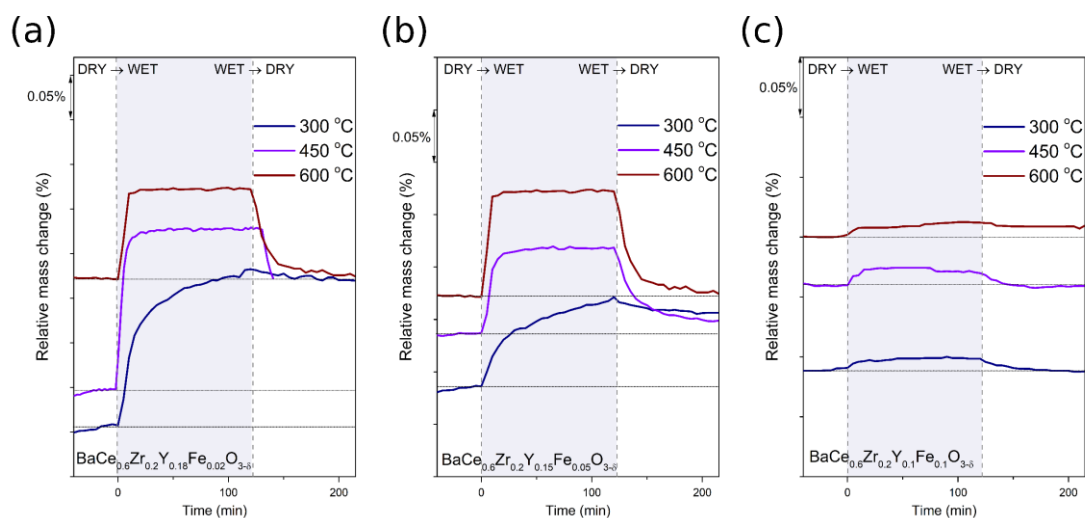 (a)
DRY → WET WET → DRY
0.05%
300 °C
450 °C
600 °C
Relative mass change (%)
BaCe0.6Zr0.2Y0.18Fe0.02O3-δ
0 100 200
Time (min)
(b)
DRY → WET WET → DRY
0.05%
300 °C
450 °C
600 °C
Relative mass change (%)
BaCe0.6Zr0.2Y0.15Fe0.05O3-δ
0 100 200
Time (min)
(c)
DRY → WET WET → DRY
0.05%
300 °C
450 °C
600 °C
Relative mass change (%)
BaCe0.6Zr0.2Y0.1Fe0.1O3-δ
0 100 200
Time (min)